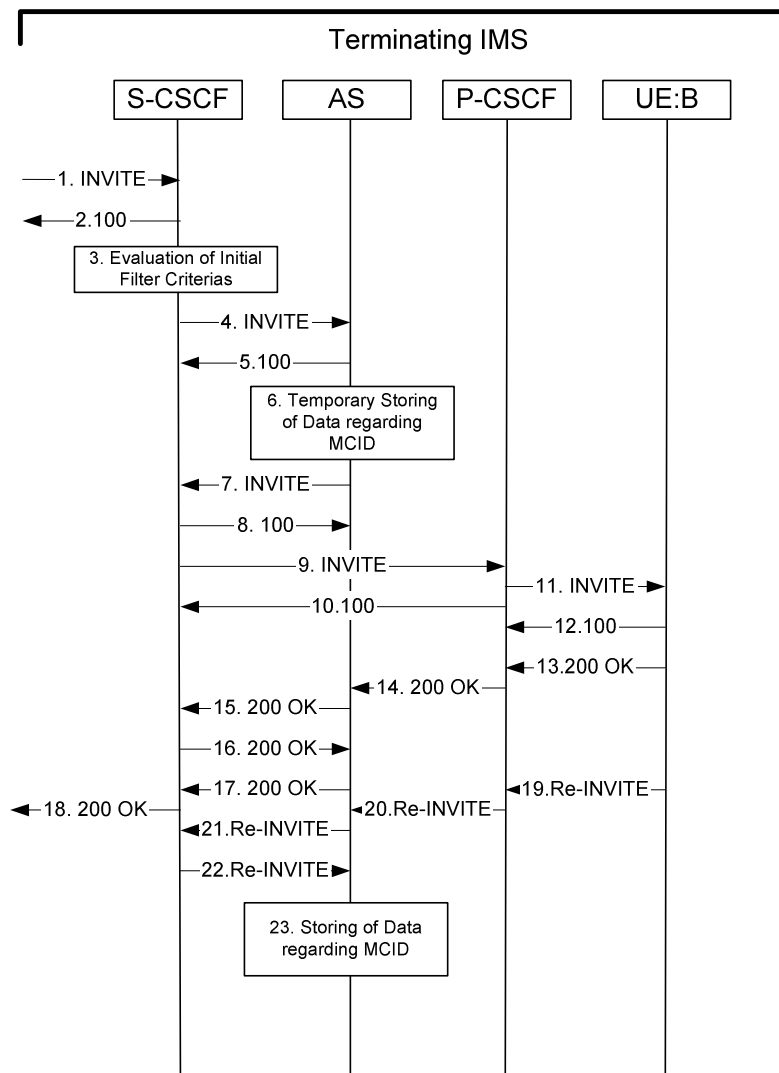 Terminating IMS
S-CSCF
AS
P-CSCF
UE:B
1. INVITE
2.100
3. Evaluation of Initial
Filter Criterias
4. INVITE
5.100
6. Temporary Storing
of Data regarding
MCID
7. INVITE
8. 100
9. INVITE
11. INVITE
10.100
12.100
13.200 OK
14. 200 OK
15. 200 OK
16. 200 OK
17. 200 OK
19.Re-INVITE
18. 200 OK
20.Re-INVITE
21.Re-INVITE
22.Re-INVITE
23. Storing of Data
regarding MCID